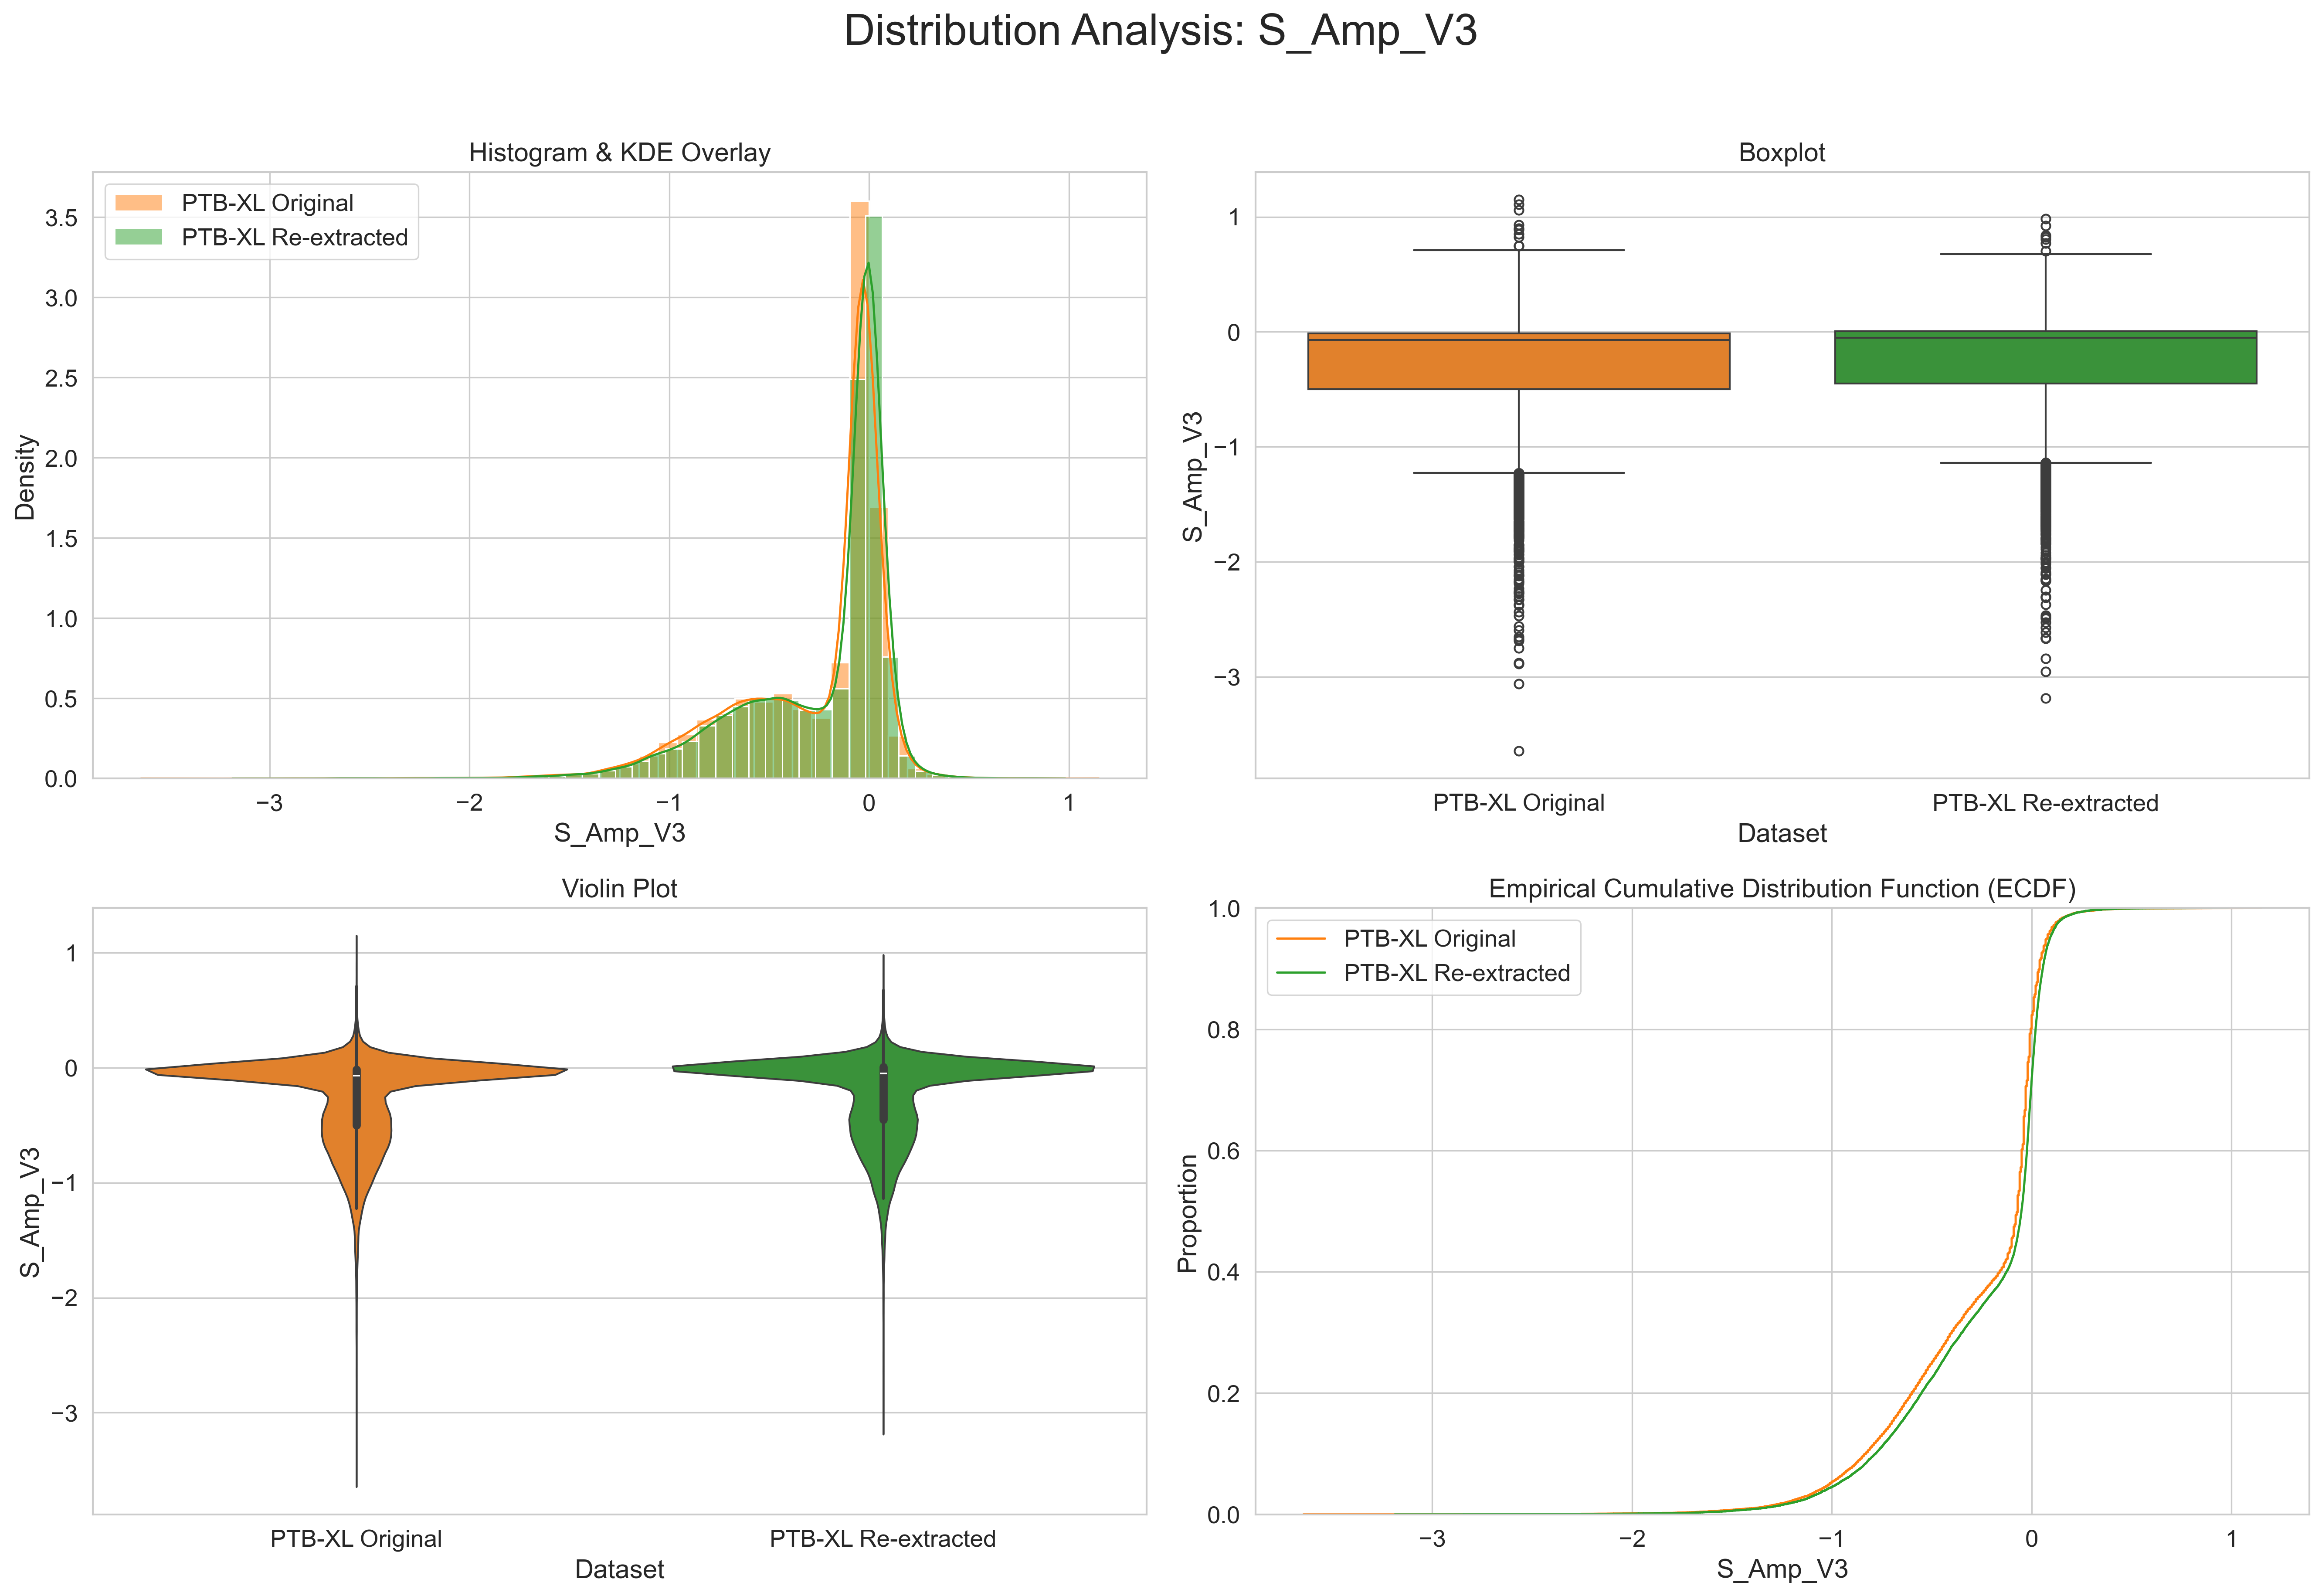 Distribution Analysis: S_Amp_V3
Histogram & KDE Overlay
PTB-XL Original
PTB-XL Re-extracted
3.5
3.0
2.5
2.0
1.5
1.0
0.5
0.0
Density
−3
−2
−1
0
1
S_Amp_V3
Boxplot
1
0
−1
−2
−3
S_Amp_V3
PTB-XL Original
PTB-XL Re-extracted
Dataset
Violin Plot
1
0
−1
−2
−3
S_Amp_V3
PTB-XL Original
PTB-XL Re-extracted
Dataset
Empirical Cumulative Distribution Function (ECDF)
PTB-XL Original
PTB-XL Re-extracted
1.0
0.8
0.6
0.4
0.2
0.0
Proportion
−3
−2
−1
0
1
S_Amp_V3